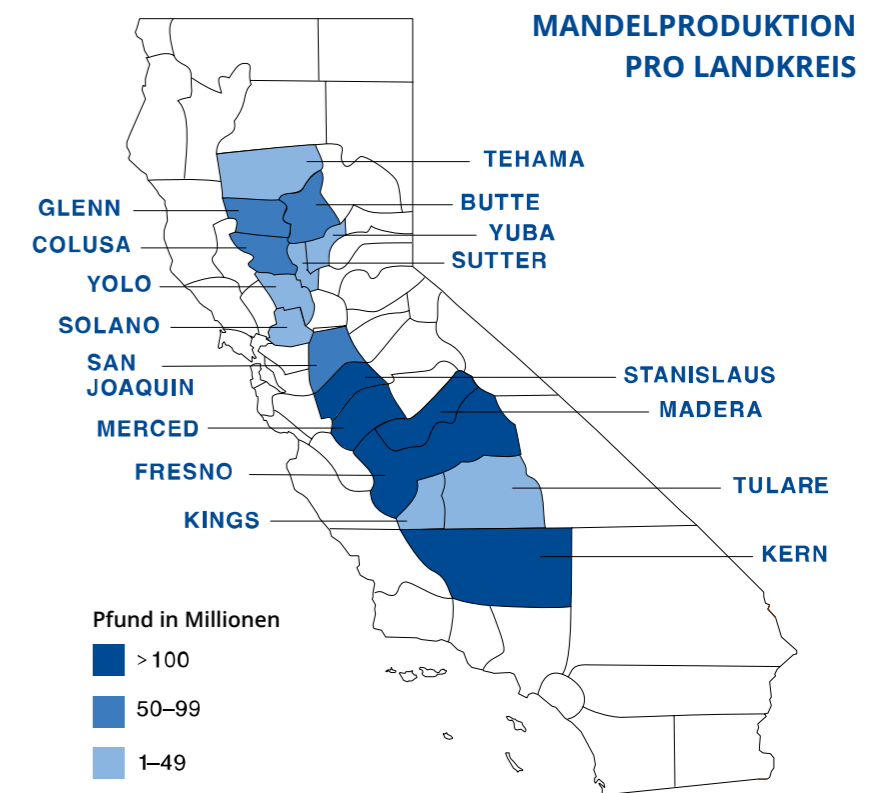 MANDELPRODUKTION
PRO LANDKREIS
TEHAMA
GLENN
BUTTE
COLUSA
YUBA
SUTTER
YOLO
SOLANO
SAN
JOAQUIN
STANISLAUS
MADERA
MERCED
FRESNO
TULARE
KINGS
KERN
Pfund in Millionen
>100
50–99
1–49